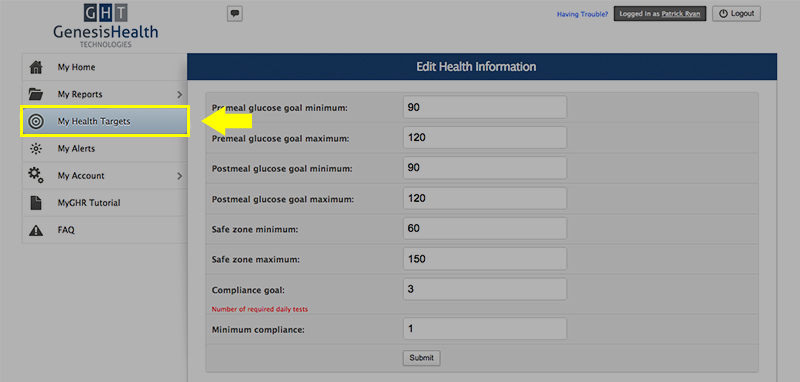 GHT
GenesisHealth
TECHNOLOGIES
Having Trouble?
Logged in as Patrick Ryan
Logout
My Home
My Reports
My Health Targets
My Alerts
My Account
MyGHR Tutorial
FAQ
Edit Health Information
Premeal glucose goal minimum: 90
Premeal glucose goal maximum: 120
Postmeal glucose goal minimum: 90
Postmeal glucose goal maximum: 120
Safe zone minimum: 60
Safe zone maximum: 150
Compliance goal: 3
Number of required daily tests
Minimum compliance: 1
Submit